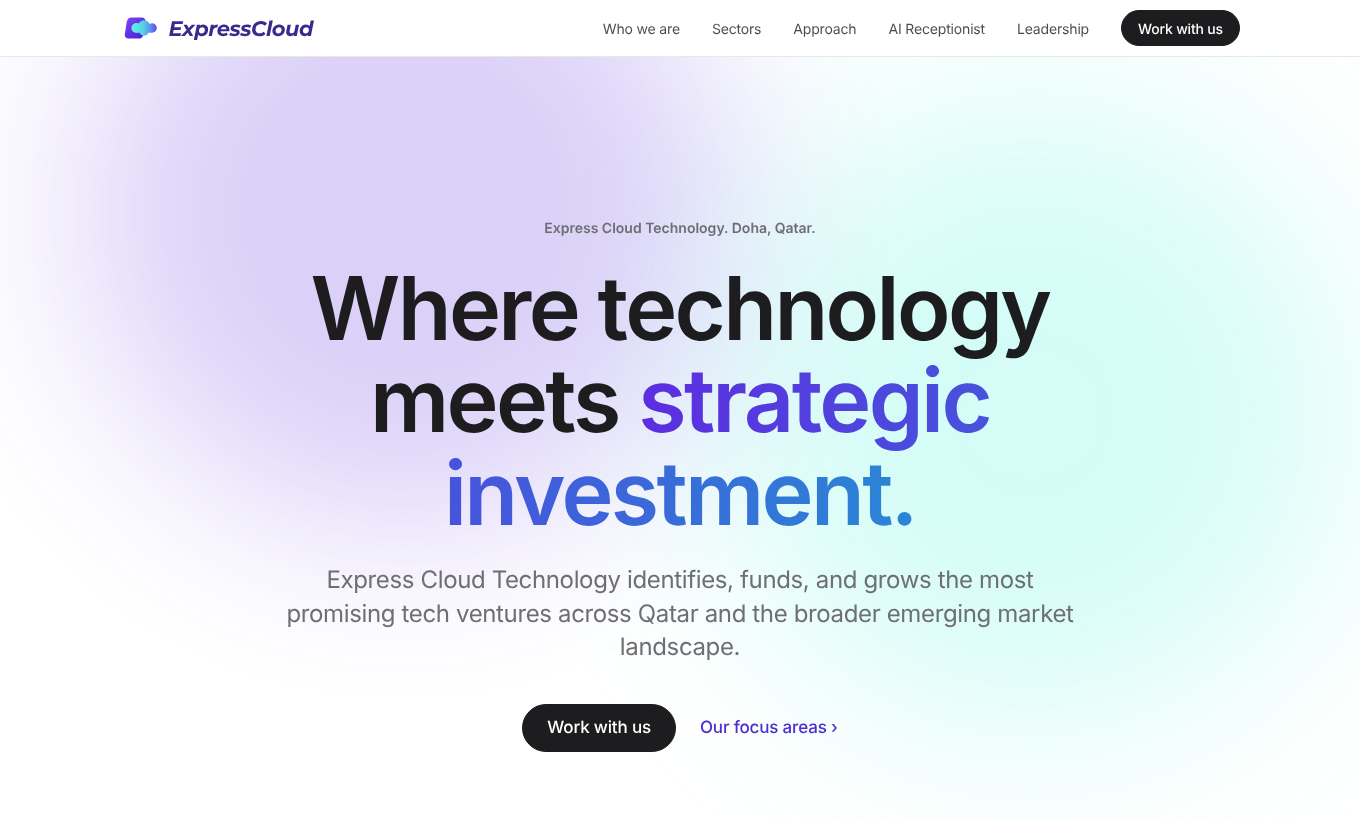 ExpressCloud
Who we are
Sectors
Approach
AI Receptionist
Leadership
Work with us
Express Cloud Technology. Doha, Qatar.
Where technology
meets strategic
investment.
Express Cloud Technology identifies, funds, and grows the most
promising tech ventures across Qatar and the broader emerging market
landscape.
Work with us
Our focus areas ›